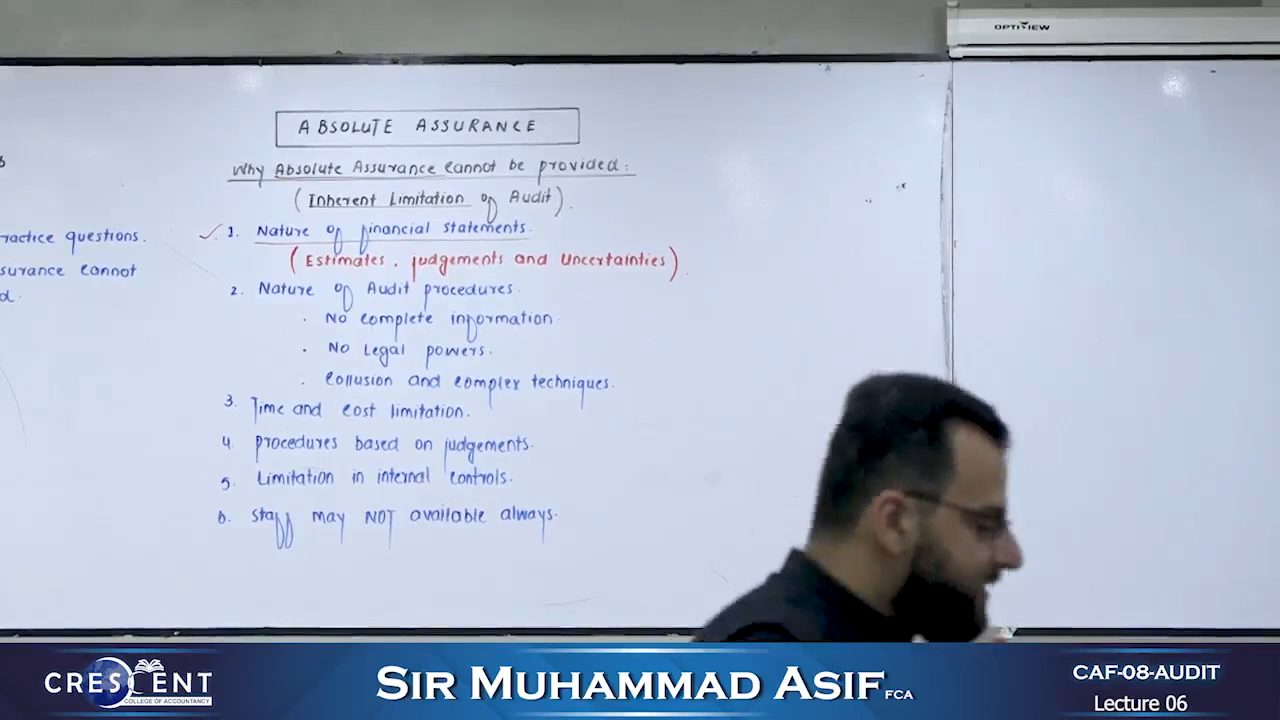 OPTIVIEW
ABSOLUTE ASSURANCE
Why Absolute Assurance cannot be provided:
(Inherent Limitation of Audit).
1. Nature of financial statements.
(Estimates, judgements and uncertainties).
2. Nature of Audit procedures.
. No complete information.
. No Legal powers.
. Collusion and complex techniques.
3. Time and cost limitation.
4. procedures based on judgements.
5. Limitation in internal controls.
6. Staff may NOT available always.
ractice questions.
surance cannot
d.
CRESCENT
COLLEGE OF ACCOUNTANCY
SIR MUHAMMAD ASIF FCA
CAF-08-AUDIT
Lecture 06